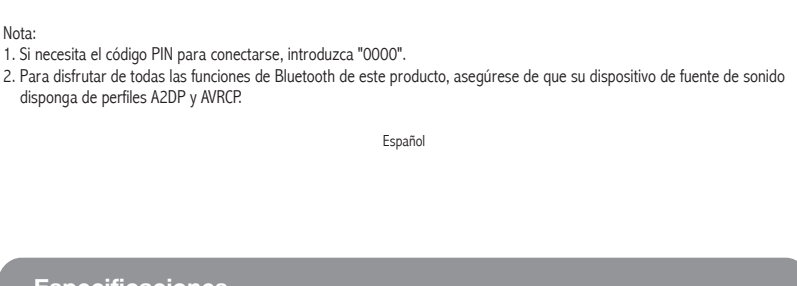 Nota:
1. Si necesita el código PIN para conectarse, introduzca "0000".
2. Para disfrutar de todas las funciones de Bluetooth de este producto, asegúrese de que su dispositivo de fuente de sonido
disponga de perfiles A2DP y AVRCP.
Español
Especificaciones